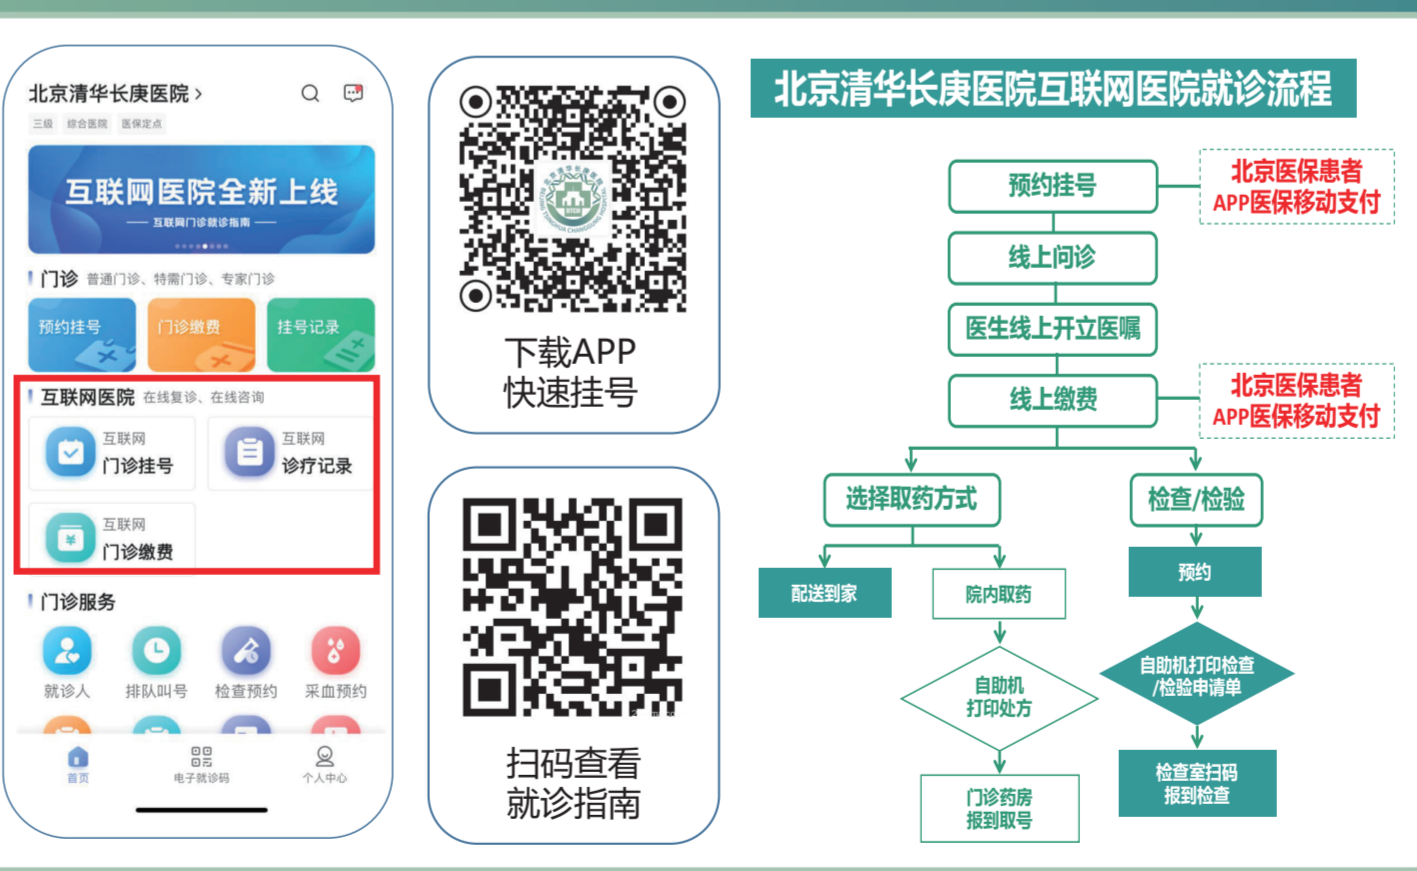 北京清华长庚医院 >
三级 综合医院 医保定点
互联网医院全新上线
互联网门诊就诊指南
门诊 普通门诊、特需门诊、专家门诊
预约挂号 门诊缴费 挂号记录
互联网医院 在线复诊、在线咨询
互联网
门诊挂号
互联网
诊疗记录
互联网
门诊缴费
门诊服务
就诊人 排队叫号 检查预约 采血预约
首页 电子就诊码 个人中心
下载APP
快速挂号
扫码查看
就诊指南
北京清华长庚医院互联网医院就诊流程
预约挂号
北京医保患者
APP医保移动支付
线上问诊
医生线上开立医嘱
线上缴费
北京医保患者
APP医保移动支付
选择取药方式
检查/检验
配送到家
院内取药
预约
自助机
打印处方
自助机打印检查
/检验申请单
门诊药房
报到取号
检查室扫码
报到检查